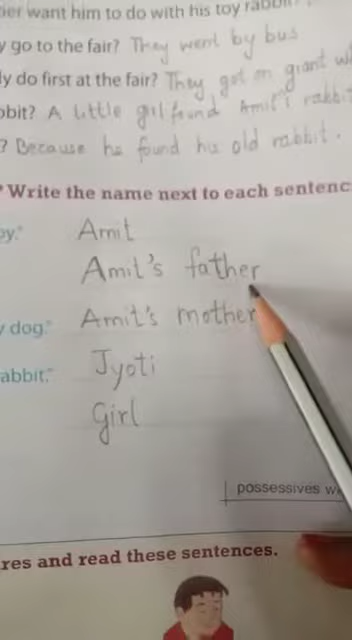 her want him to do with his toy rabbit?
y go to the fair? They went by bus
ly do first at the fair? They got on giant w
bbit? A little girl found Amit's rabbit
? Because he found his old rabbit.
Write the name next to each sentenc
oy." Amit
Amit's father
y dog." Amit's mother
abbit." Jyoti
Girl
possessives w
res and read these sentences.